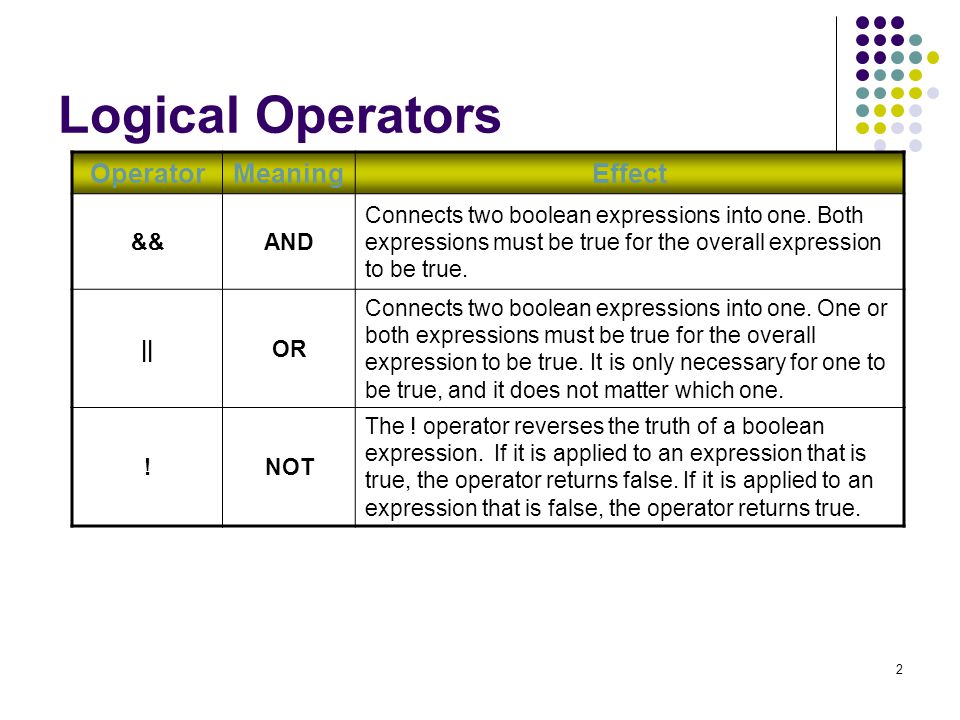 Logical Operators
Operator Meaning Effect
&& AND
Connects two boolean expressions into one. Both
expressions must be true for the overall expression
to be true.
|| OR
Connects two boolean expressions into one. One or
both expressions must be true for the overall
expression to be true. It is only necessary for one to
be true, and it does not matter which one.
! NOT
The ! operator reverses the truth of a boolean
expression. If it is applied to an expression that is
true, the operator returns false. If it is applied to an
expression that is false, the operator returns true.
2